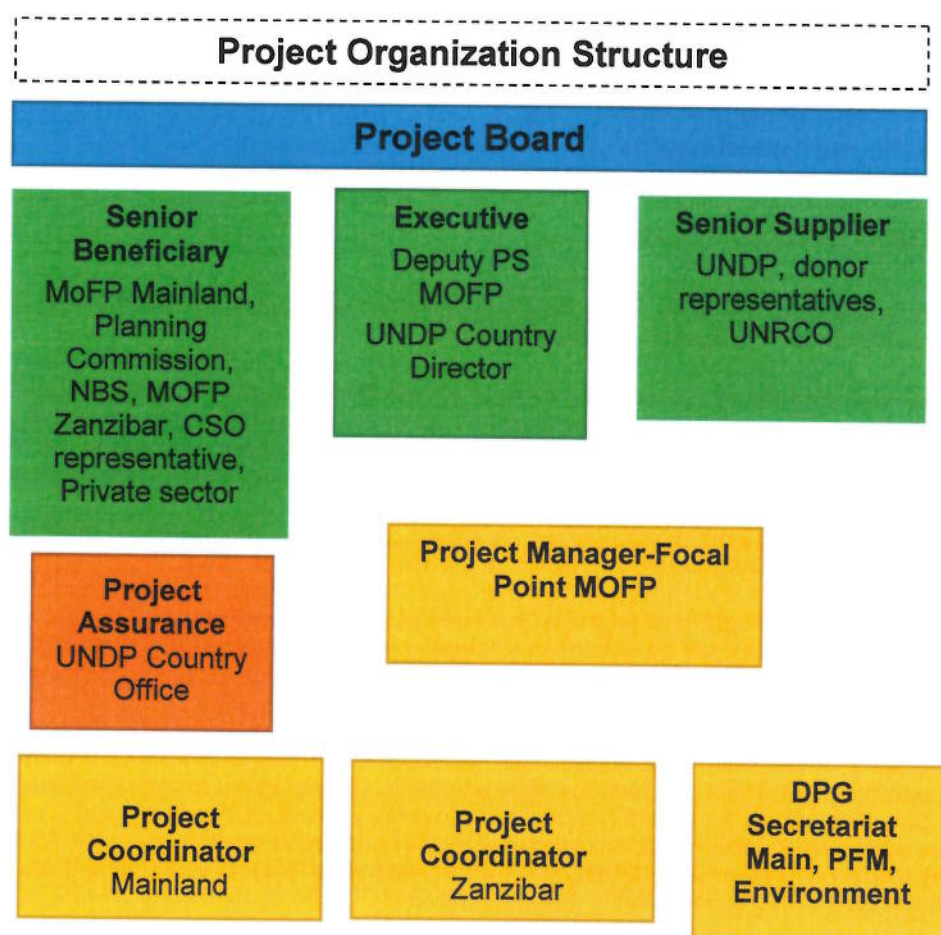 Project Organization Structure
Project Board
Senior
Beneficiary
MoFP Mainland,
Planning
Commission,
NBS, MOFP
Zanzibar, CSO
representative,
Private sector
Executive
Deputy PS
MOFP
UNDP Country
Director
Senior Supplier
UNDP, donor
representatives,
UNRCO
Project Manager-Focal
Point MOFP
Project
Assurance
UNDP Country
Office
Project
Coordinator
Mainland
Project
Coordinator
Zanzibar
DPG
Secretariat
Main, PFM,
Environment